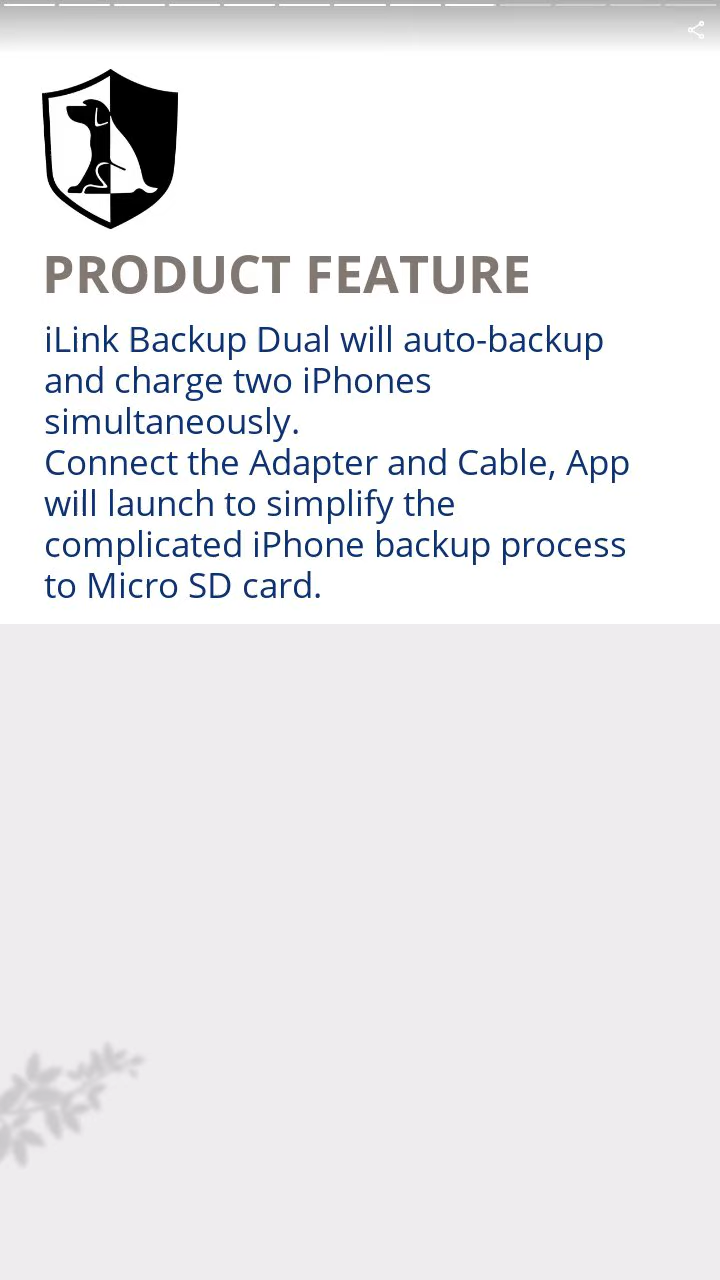 PRODUCT FEATURE
iLink Backup Dual will auto-backup
and charge two iPhones
simultaneously.
Connect the Adapter and Cable, App
will launch to simplify the
complicated iPhone backup process
to Micro SD card.